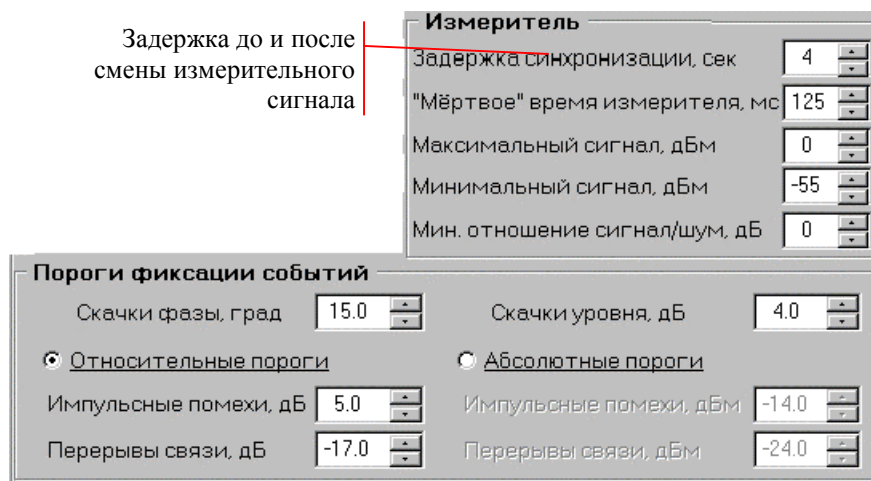 Задержка до и после
смены измерительного
сигнала
Измеритель
Задержка синхронизации, сек 4
"Мёртвое" время измерителя, мс 125
Максимальный сигнал, дБм 0
Минимальный сигнал, дБм -55
Мин. отношение сигнал/шум, дБ 0
Пороги фиксации событий
Скачки фазы, град 15.0 Скачки уровня, дБ 4.0
Относительные пороги Абсолютные пороги
Импульсные помехи, дБ 5.0 Импульсные помехи, дБм -14.0
Перерывы связи, дБ -17.0 Перерывы связи, дБм -24.0